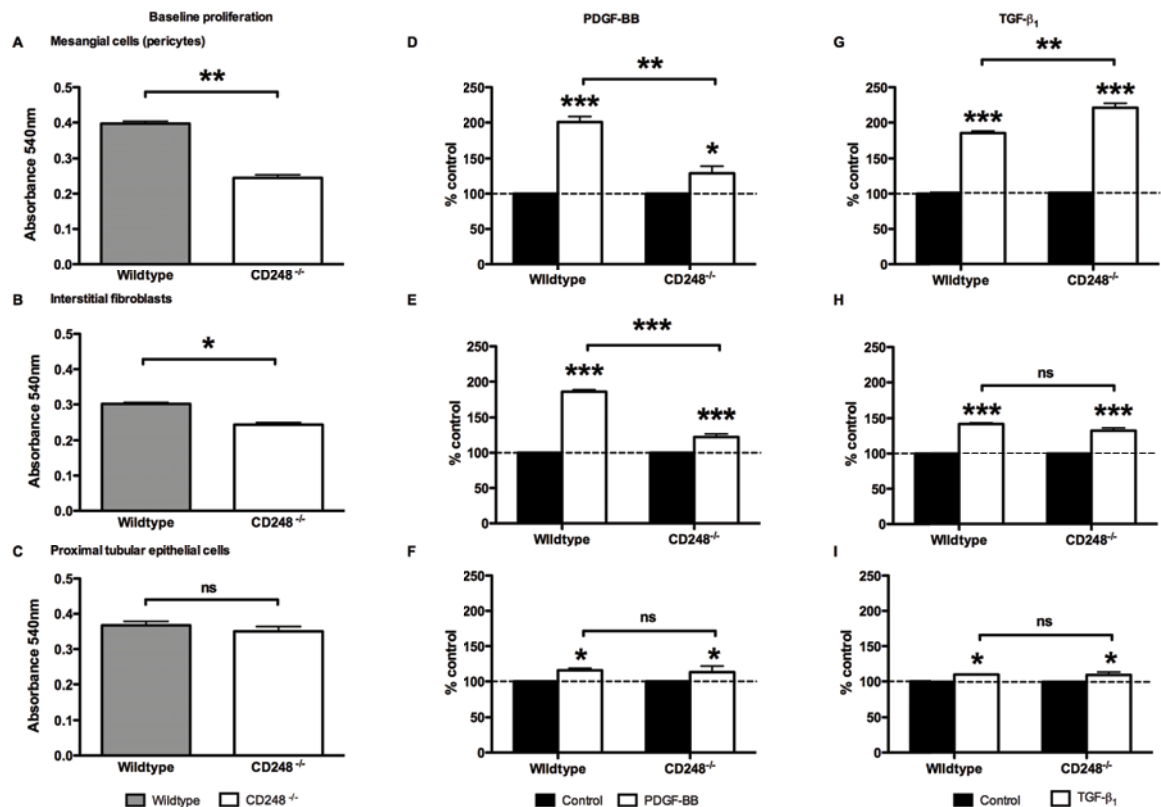 Baseline proliferation
PDGF-BB
TGF-β1
A Mesangial cells (pericytes)
Absorbance 540nm
0.5
0.4
0.3
0.2
0.1
0.0
**
Wildtype CD248 -/-
D
% control
250
200
150
100
50
0
**
***
*
WIldtype CD248-/-
G
% control
250
200
150
100
50
0
**
***
***
Wildtype CD248-/-
B Interstitial fibroblasts
Absorbance 540nm
0.5
0.4
0.3
0.2
0.1
0.0
*
Wildtype CD248 -/-
E
% control
250
200
150
100
50
0
***
***
***
WIldtype CD248-/-
H
% control
250
200
150
100
50
0
ns
***
***
WIldtype CD248-/-
C Proximal tubular epithelial cells
Absorbance 540nm
0.5
0.4
0.3
0.2
0.1
0.0
ns
Wildtype CD248 -/-
F
% control
250
200
150
100
50
0
ns
*
*
WIldtype CD248-/-
I
% control
250
200
150
100
50
0
ns
*
*
WIldtype CD248-/-
Wildtype CD248 -/-
Control PDGF-BB
Control TGF-β1